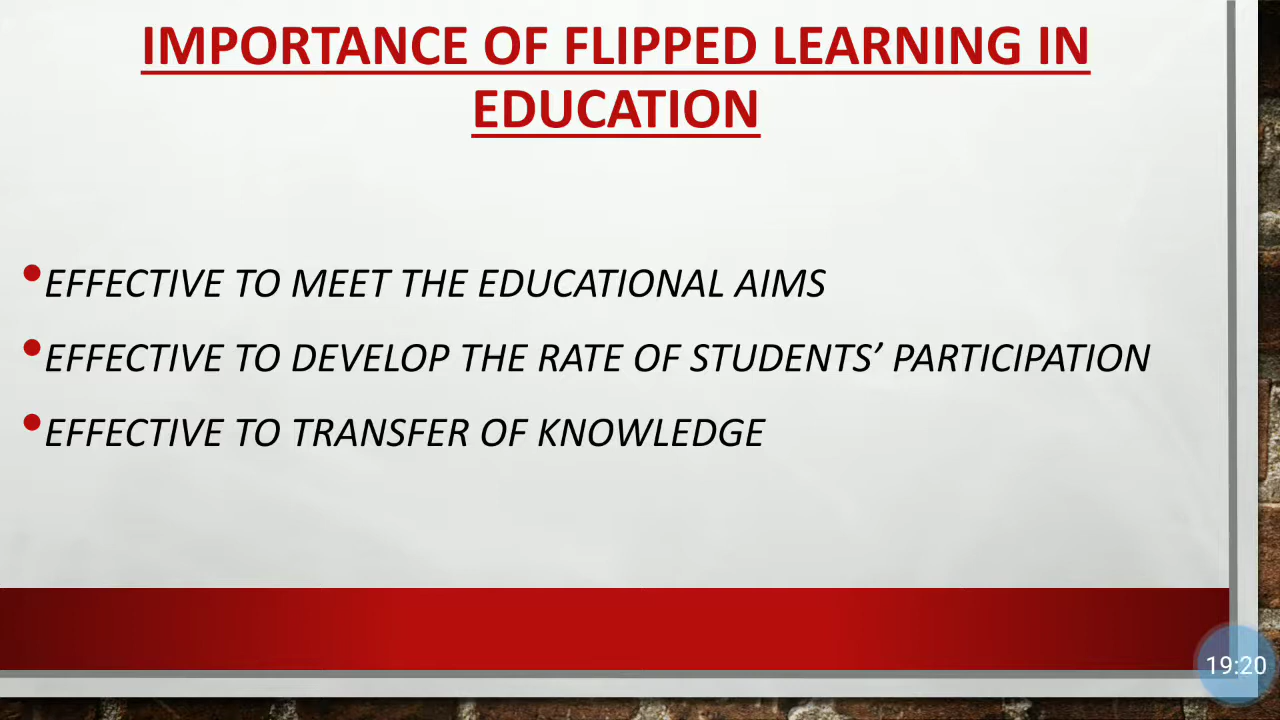 IMPORTANCE OF FLIPPED LEARNING IN
EDUCATION
•EFFECTIVE TO MEET THE EDUCATIONAL AIMS
•EFFECTIVE TO DEVELOP THE RATE OF STUDENTS’ PARTICIPATION
•EFFECTIVE TO TRANSFER OF KNOWLEDGE
19:20